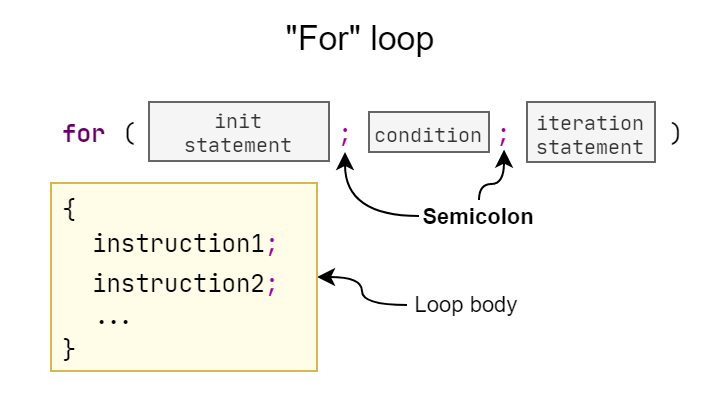 "For" loop
for ( init statement ; condition ; iteration statement )
Semicolon
{
instruction1;
instruction2;
...
}
Loop body